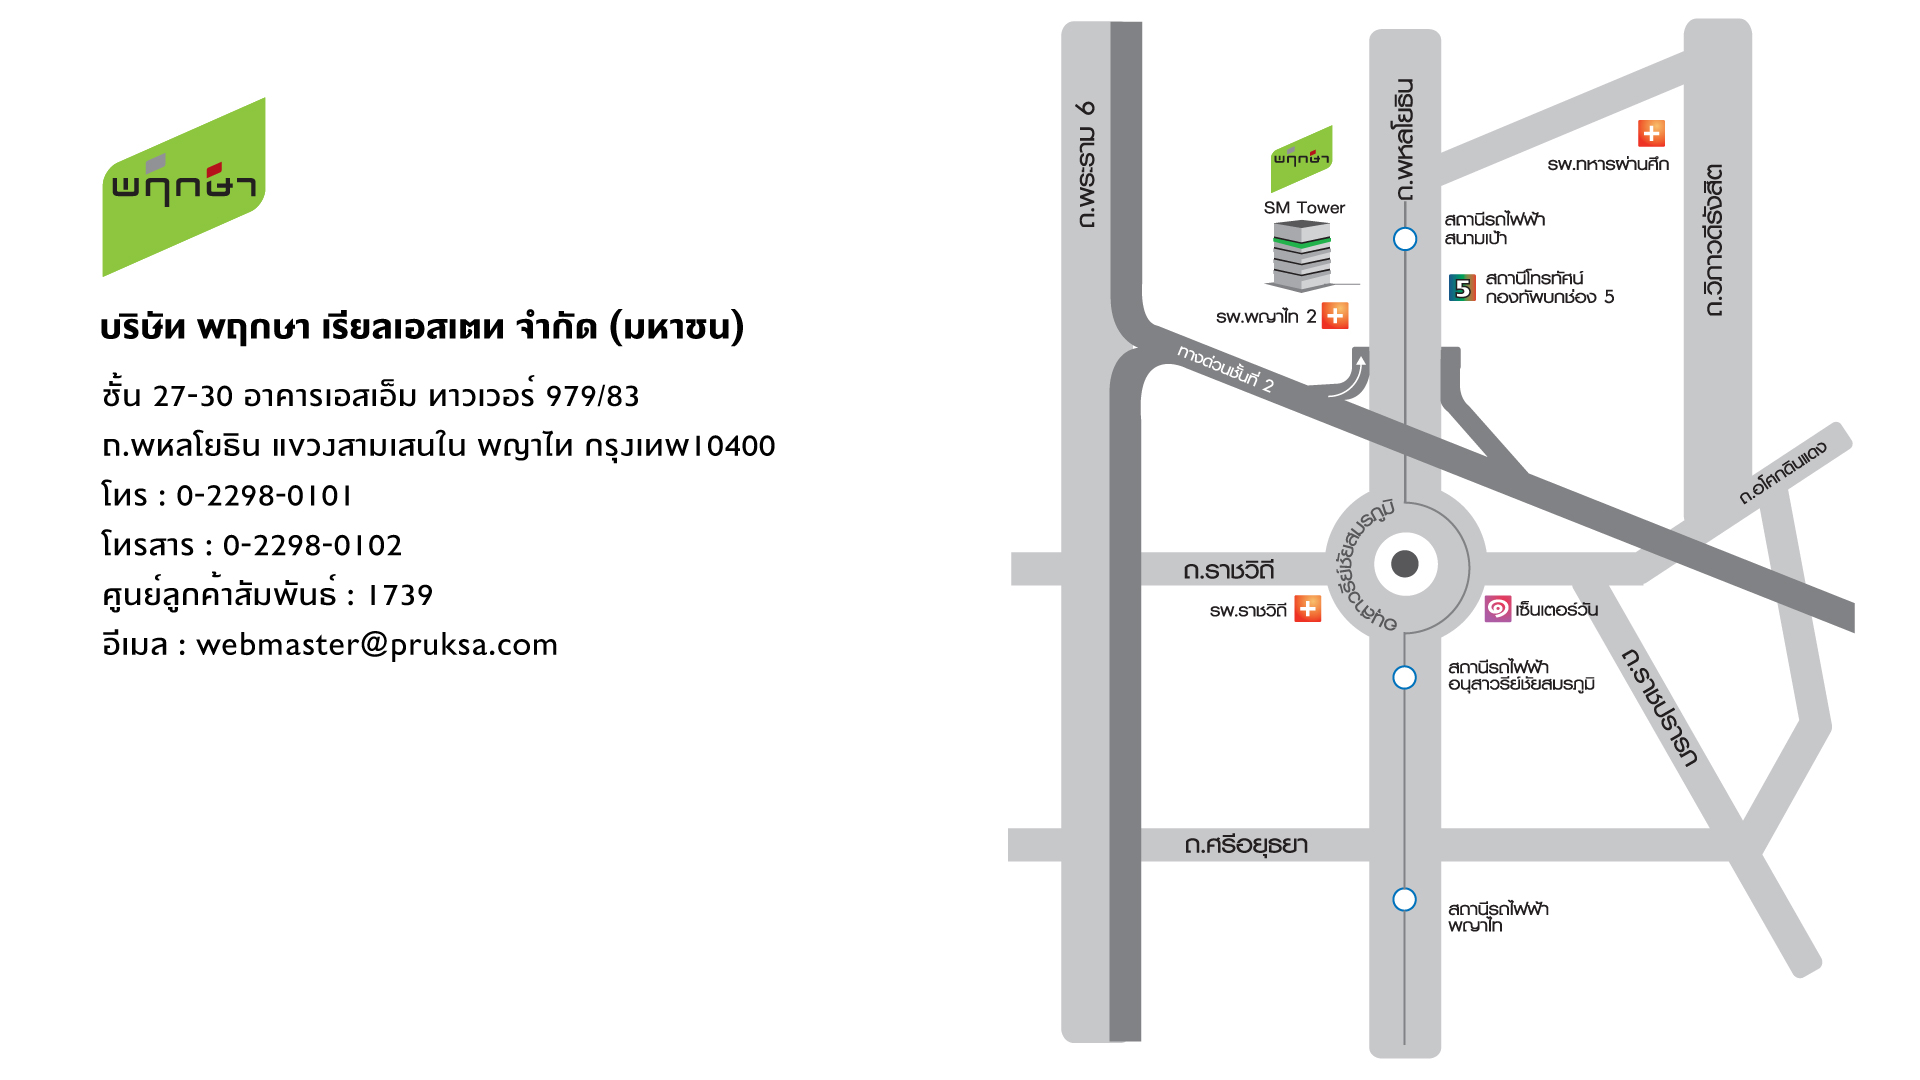 พฤกษา
บริษัท พฤกษา เรียลเอสเตท จำกัด (มหาชน)
ชั้น 27-30 อาคารเอสเอ็ม ทาวเวอร์ 979/83
ถ.พหลโยธิน แขวงสามเสนใน พญาไท กรุงเทพ10400
โทร : 0-2298-0101
โทรสาร : 0-2298-0102
ศูนย์ลูกค้าสัมพันธ์ : 1739
อีเมล : webmaster@pruksa.com
ถ.พระราม 6
ถ.พหลโยธิน
พฤกษา
SM Tower
รพ.ทหารผ่านศึก
ถ.วิภาวดีรังสิต
สถานีรถไฟฟ้า
สนามเป้า
5
สถานีโทรทัศน์
กองทัพบกช่อง 5
รพ.พญาไท 2
ทางด่วนชั้นที่ 2
ถ.อโศกดินแดง
อนุสาวรีย์ชัยสมรภูมิ
ถ.ราชวิถี
รพ.ราชวิถี
เซ็นเตอร์วัน
สถานีรถไฟฟ้า
อนุสาวรีย์ชัยสมรภูมิ
ถ.ราชปรารภ
ถ.ศรีอยุธยา
สถานีรถไฟฟ้า
พญาไท